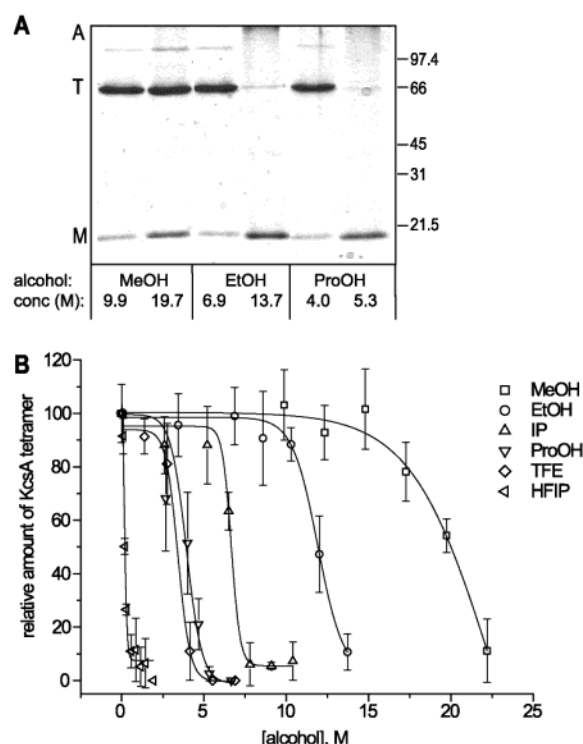 A
A
T
M
97.4
66
45
31
21.5
alcohol: MeOH EtOH ProOH
conc (M): 9.9 19.7 6.9 13.7 4.0 5.3
B
relative amount of KcsA tetramer
120
100
80
60
40
20
0
0 5 10 15 20 25
[alcohol], M
MeOH
EtOH
IP
ProOH
TFE
HFIP